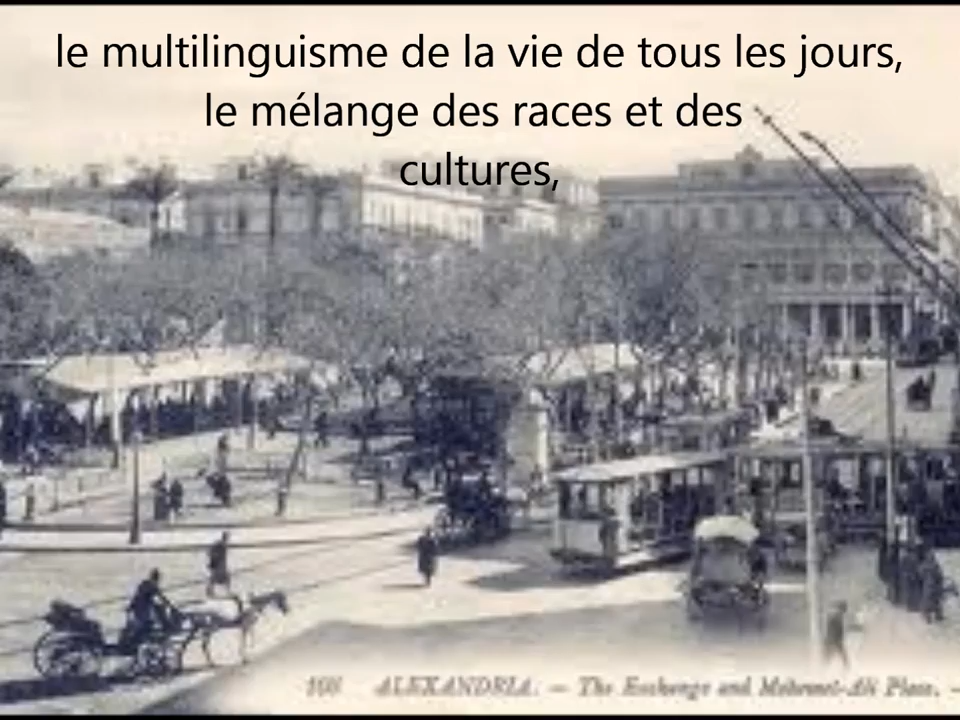 le multilinguisme de la vie de tous les jours,
le mélange des races et des
cultures,
108 ALEXANDRIA. — The Exchange and Mehemet-Ali Place. —